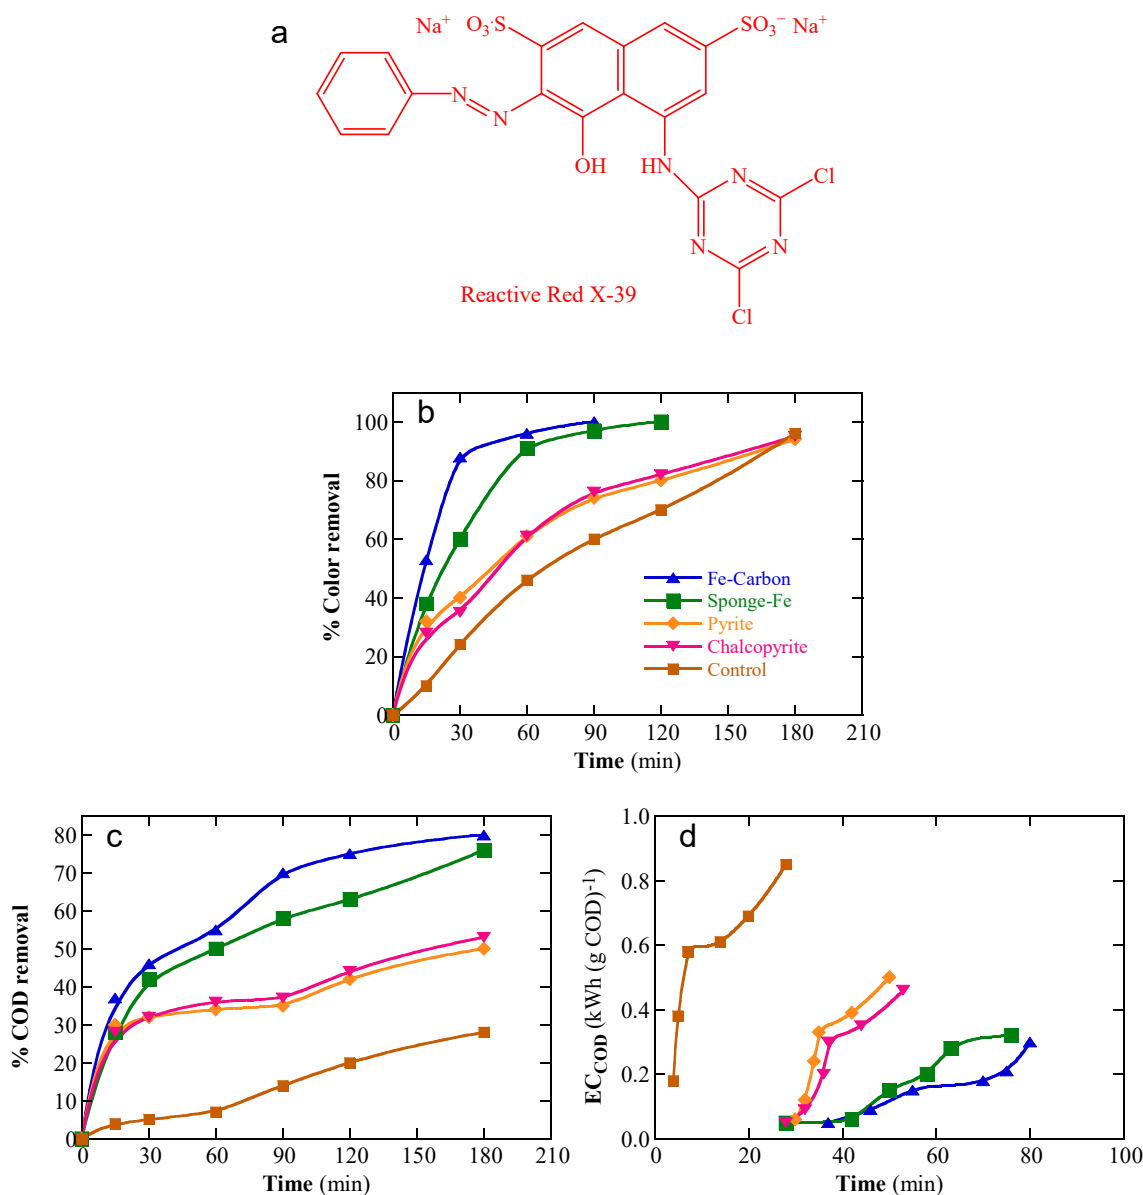 a
Na⁺ O₃·S
SO₃⁻ Na⁺
N
N
OH
HN
N
Cl
N
N
Reactive Red X-39
Cl
b
100
80
60
40
20
0
% Color removal
Fe-Carbon
Sponge-Fe
Pyrite
Chalcopyrite
Control
0 30 60 90 120 150 180 210
Time (min)
c
80
70
60
50
40
30
20
10
0
% COD removal
0 30 60 90 120 150 180 210
Time (min)
d
1.0
0.8
0.6
0.4
0.2
0.0
EC_COD (kWh (g COD)⁻¹)
0 20 40 60 80 100
Time (min)